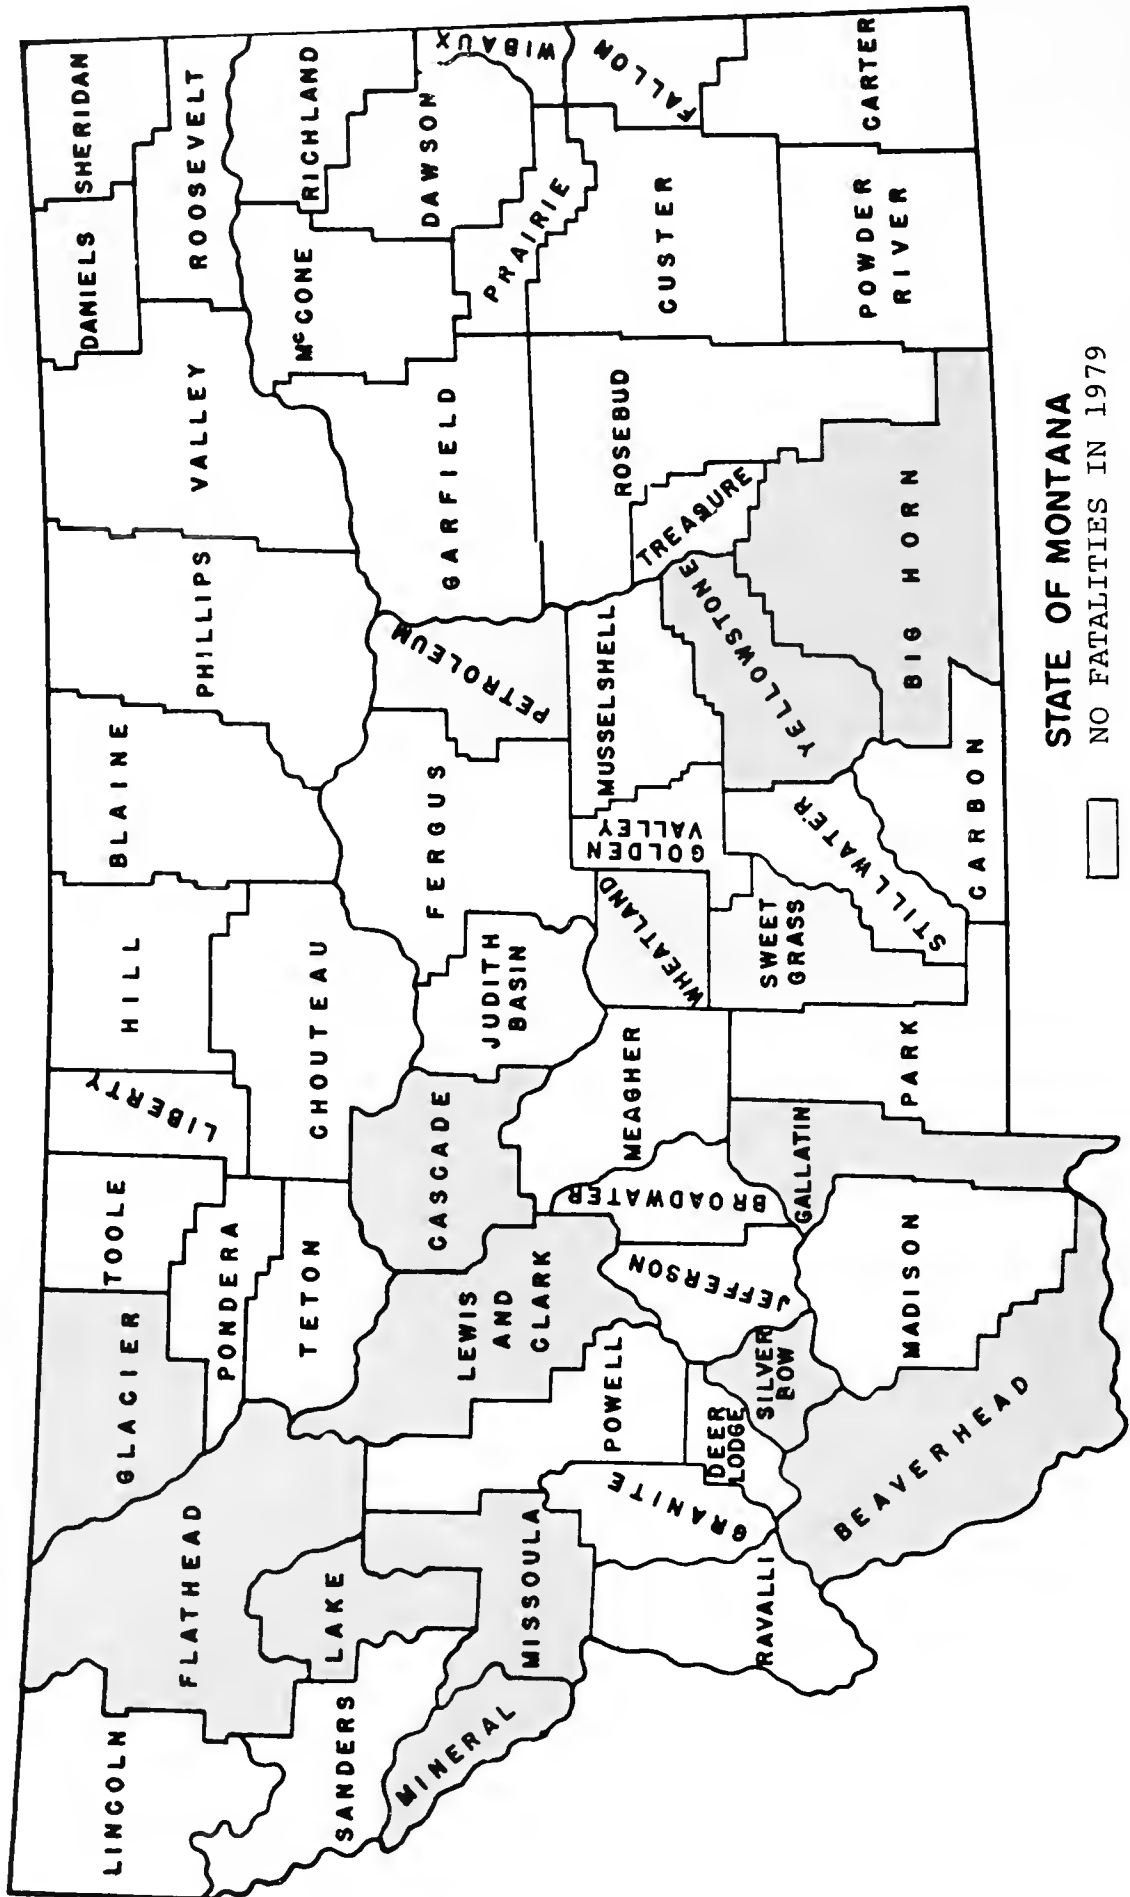 LINCOLN
FLATHEAD
GLACIER
TOOLE
LIBERTY
HILL
BLAINE
PHILLIPS
VALLEY
DANIELS
SHERIDAN
ROOSEVELT
SANDERS
LAKE
PONDERA
TETON
CHOUTEAU
McCONE
RICHLAND
MINERAL
MISSOULA
LEWIS
AND
CLARK
CASCADE
JUDITH
BASIN
FERGUS
PETROLEUM
GARFIELD
PRAIRIE
DAWSON
WIBAUX
RAVALLI
GRANITE
POWELL
DEER
LODGE
SILVER
BOW
JEFFERSON
BROADWATER
MEAGHER
WHEATLAND
GOLDEN
VALLEY
MUSSELSHELL
TREASURE
ROSEBUD
CUSTER
FALLON
BEAVERHEAD
MADISON
GALLATIN
PARK
SWEET
GRASS
STILLWATER
CARBON
YELLOWSTONE
BIG HORN
POWDER
RIVER
CARTER
STATE OF MONTANA
NO FATALITIES IN 1979